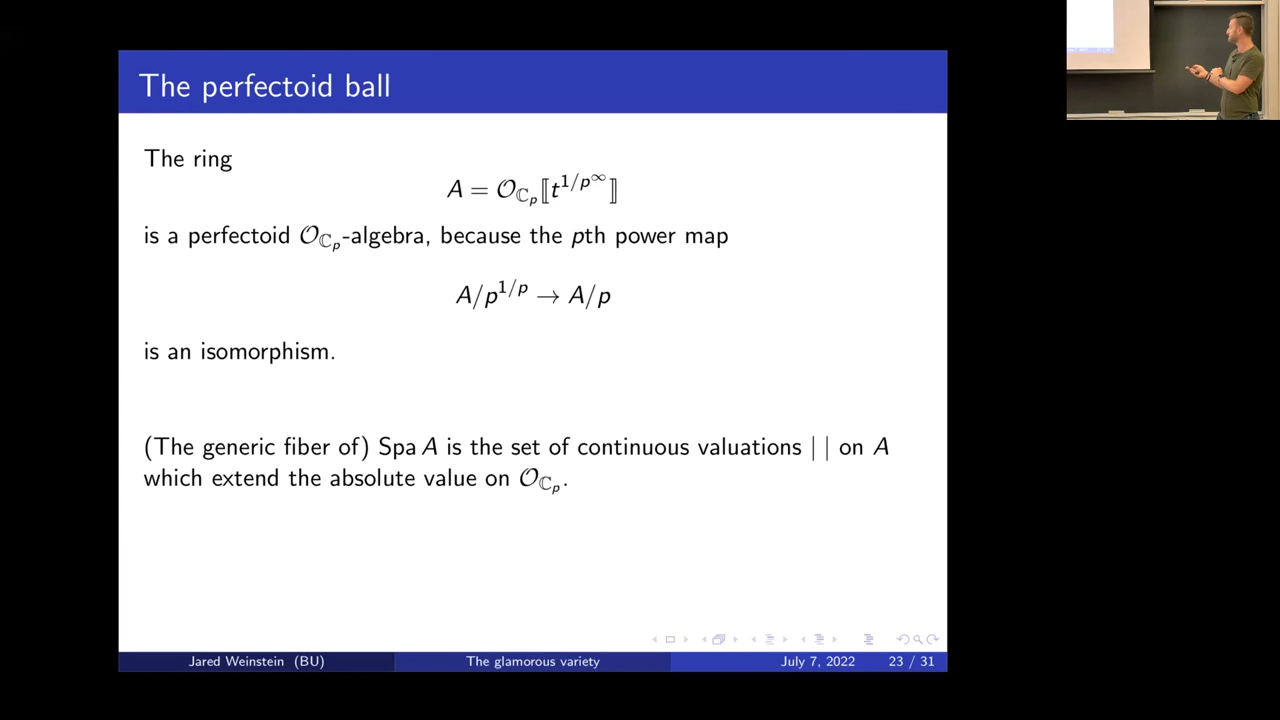 The perfectoid ball
The ring
A = 𝒪_{ℂ_p}⟦t^{1/p^∞}⟧
is a perfectoid 𝒪_{ℂ_p}-algebra, because the pth power map
A/p^{1/p} → A/p
is an isomorphism.
(The generic fiber of) Spa A is the set of continuous valuations | | on A
which extend the absolute value on 𝒪_{ℂ_p}.
Jared Weinstein (BU) The glamorous variety July 7, 2022 23 / 31